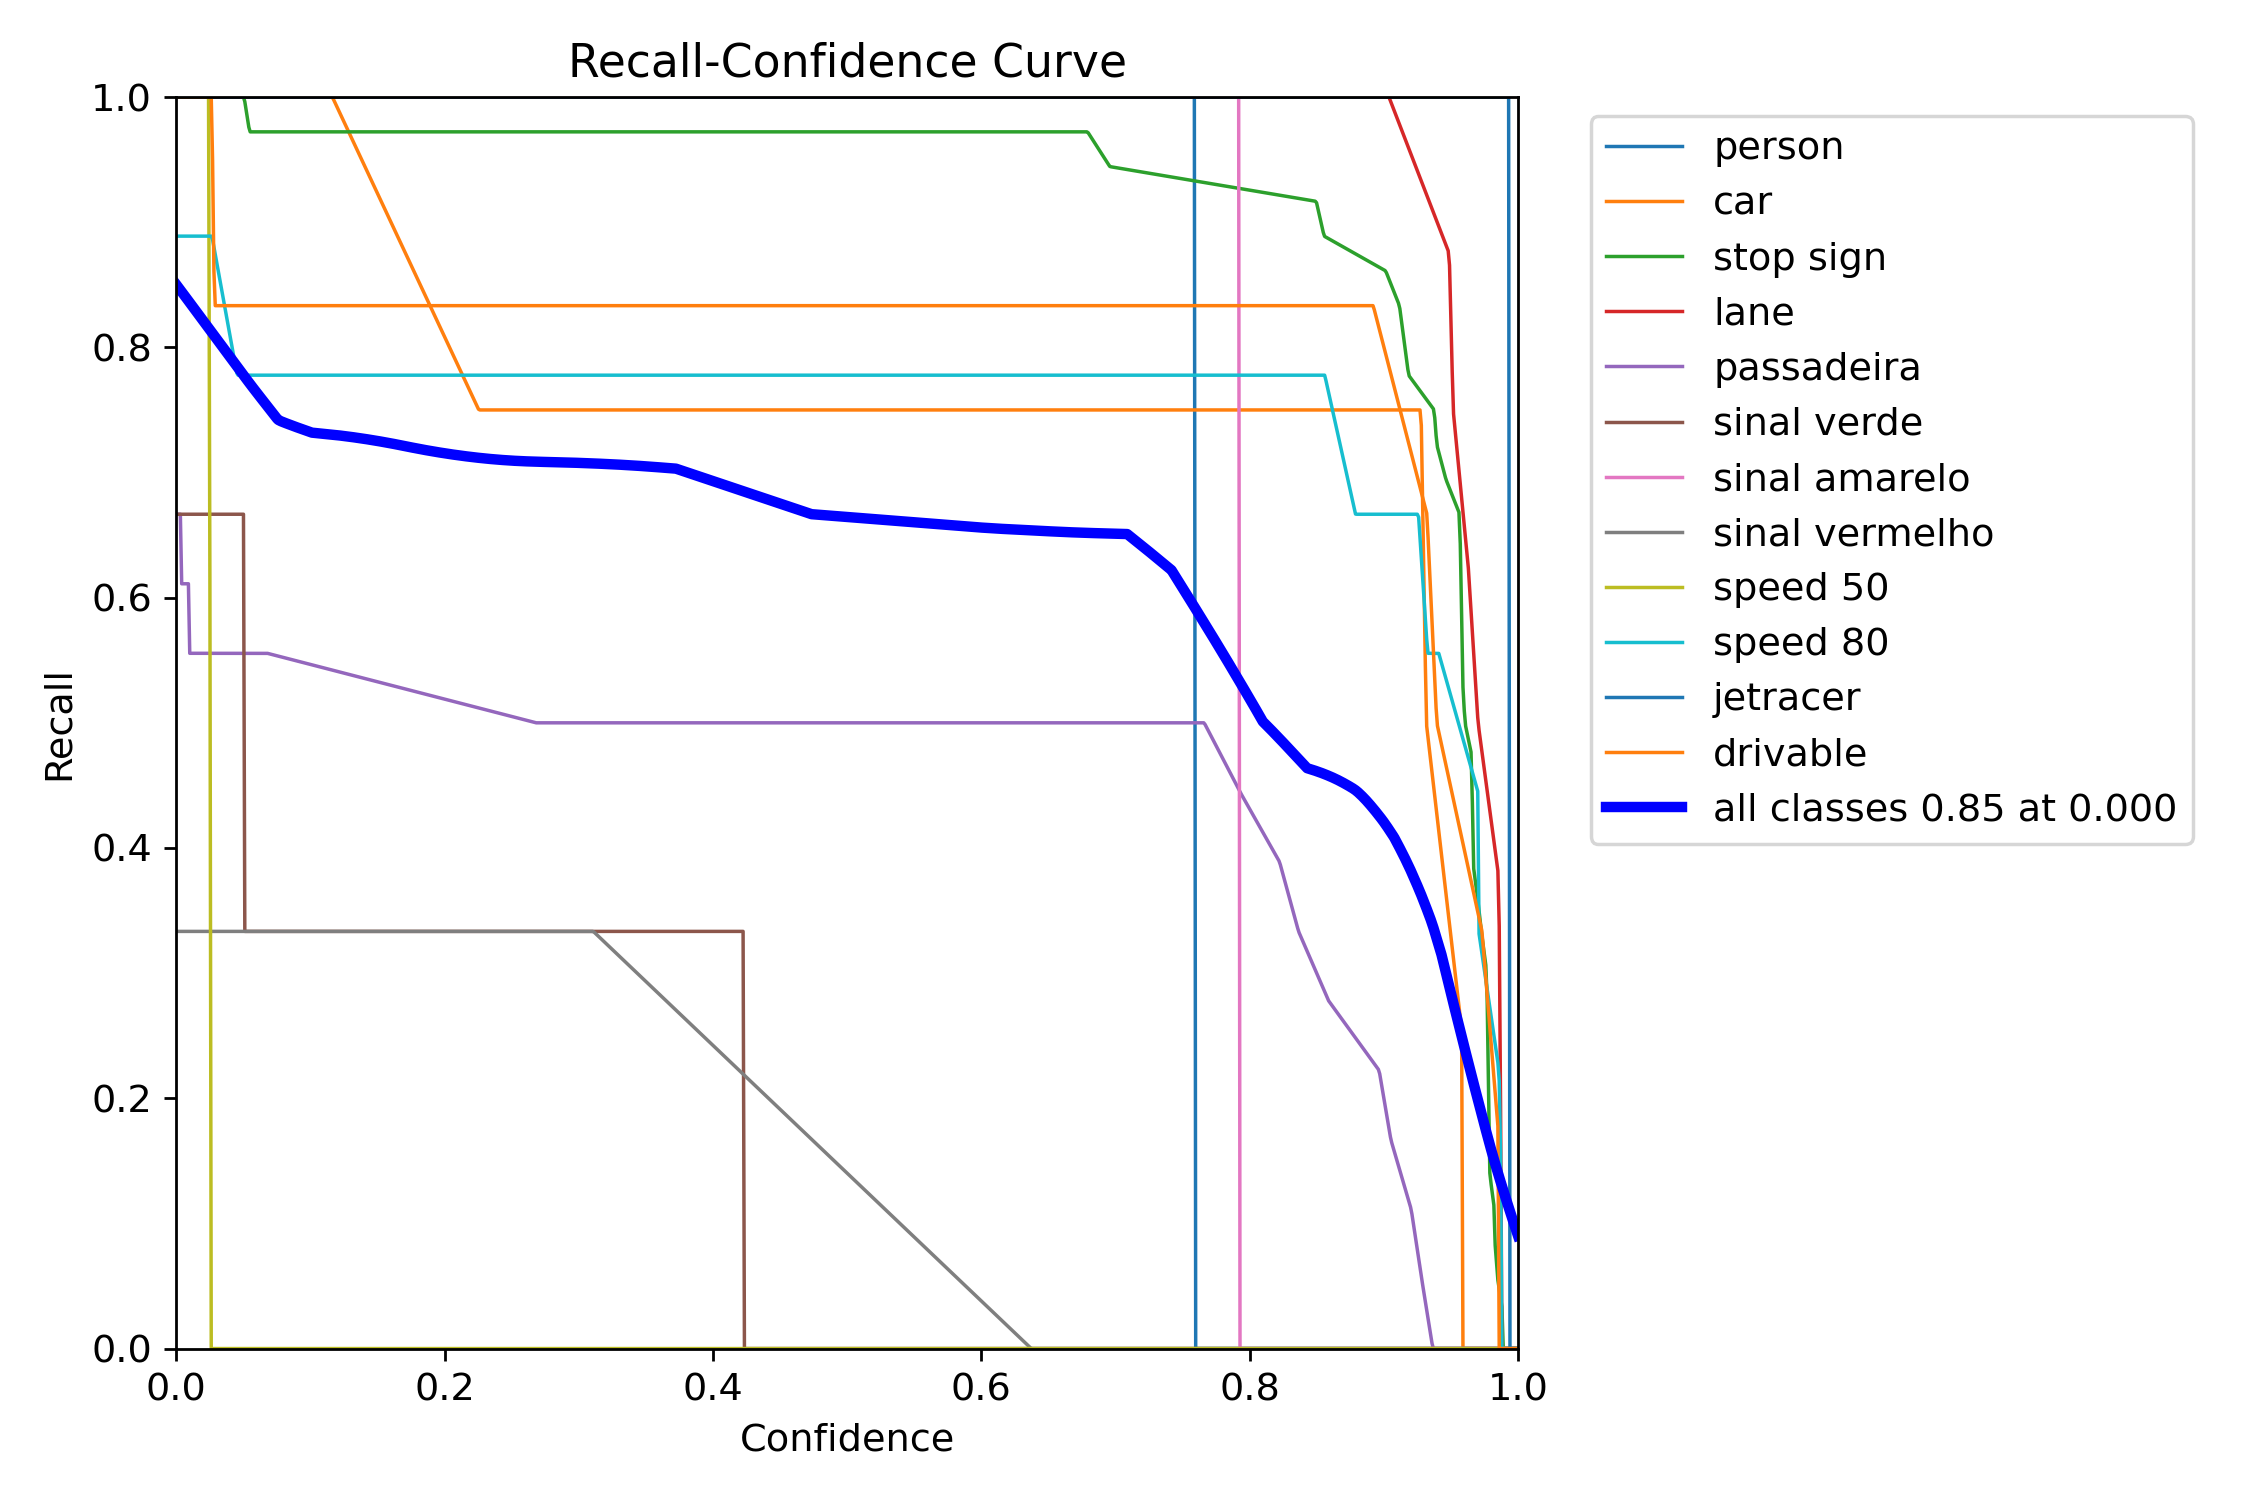 Recall-Confidence Curve
1.0
0.8
0.6
0.4
0.2
0.0
Recall
0.0 0.2 0.4 0.6 0.8 1.0
Confidence
person
car
stop sign
lane
passadeira
sinal verde
sinal amarelo
sinal vermelho
speed 50
speed 80
jetracer
drivable
all classes 0.85 at 0.000